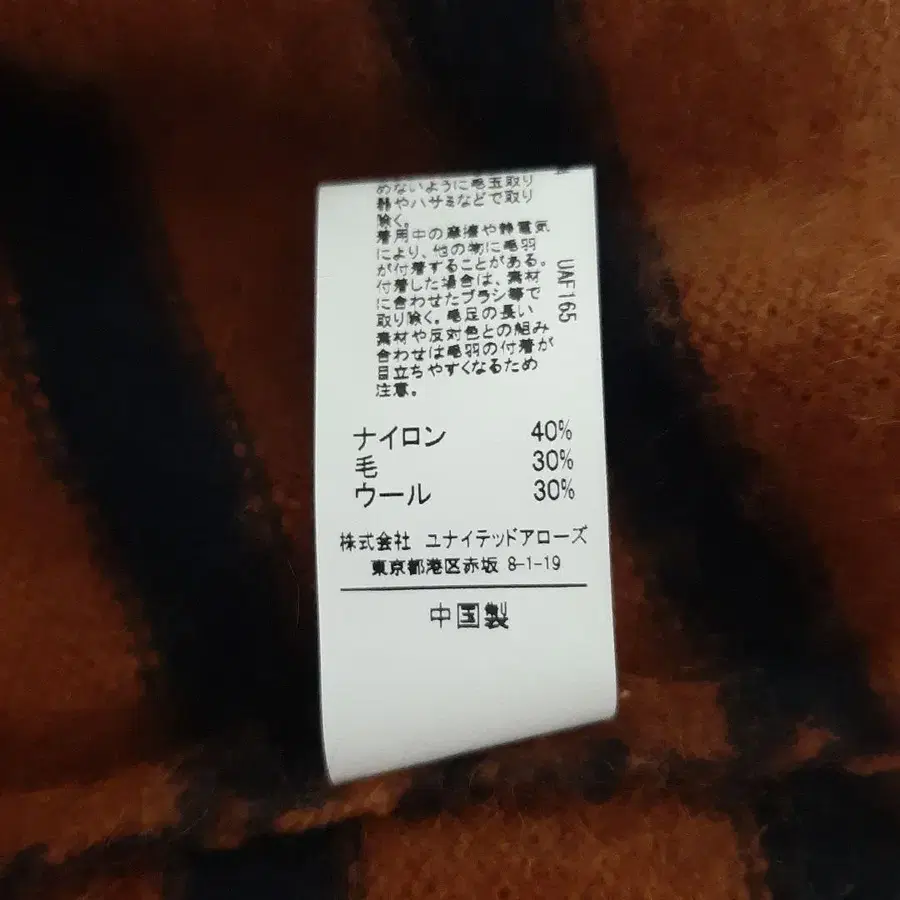 めないように毛玉取り
器やハサミなどで取り
除く。
着用中の摩擦や静電気
により、他の物に毛羽
が付着することがある。
付着した場合は、素材
に合わせたブラシ等で
取り除く。毛足の長い
素材や反対色との組み
合わせは毛羽の付着が
目立ちやすくなるため
注意。
UAF165
ナイロン 40%
毛 30%
ウール 30%
株式会社 ユナイテッドアローズ
東京都港区赤坂 8-1-19
中国製